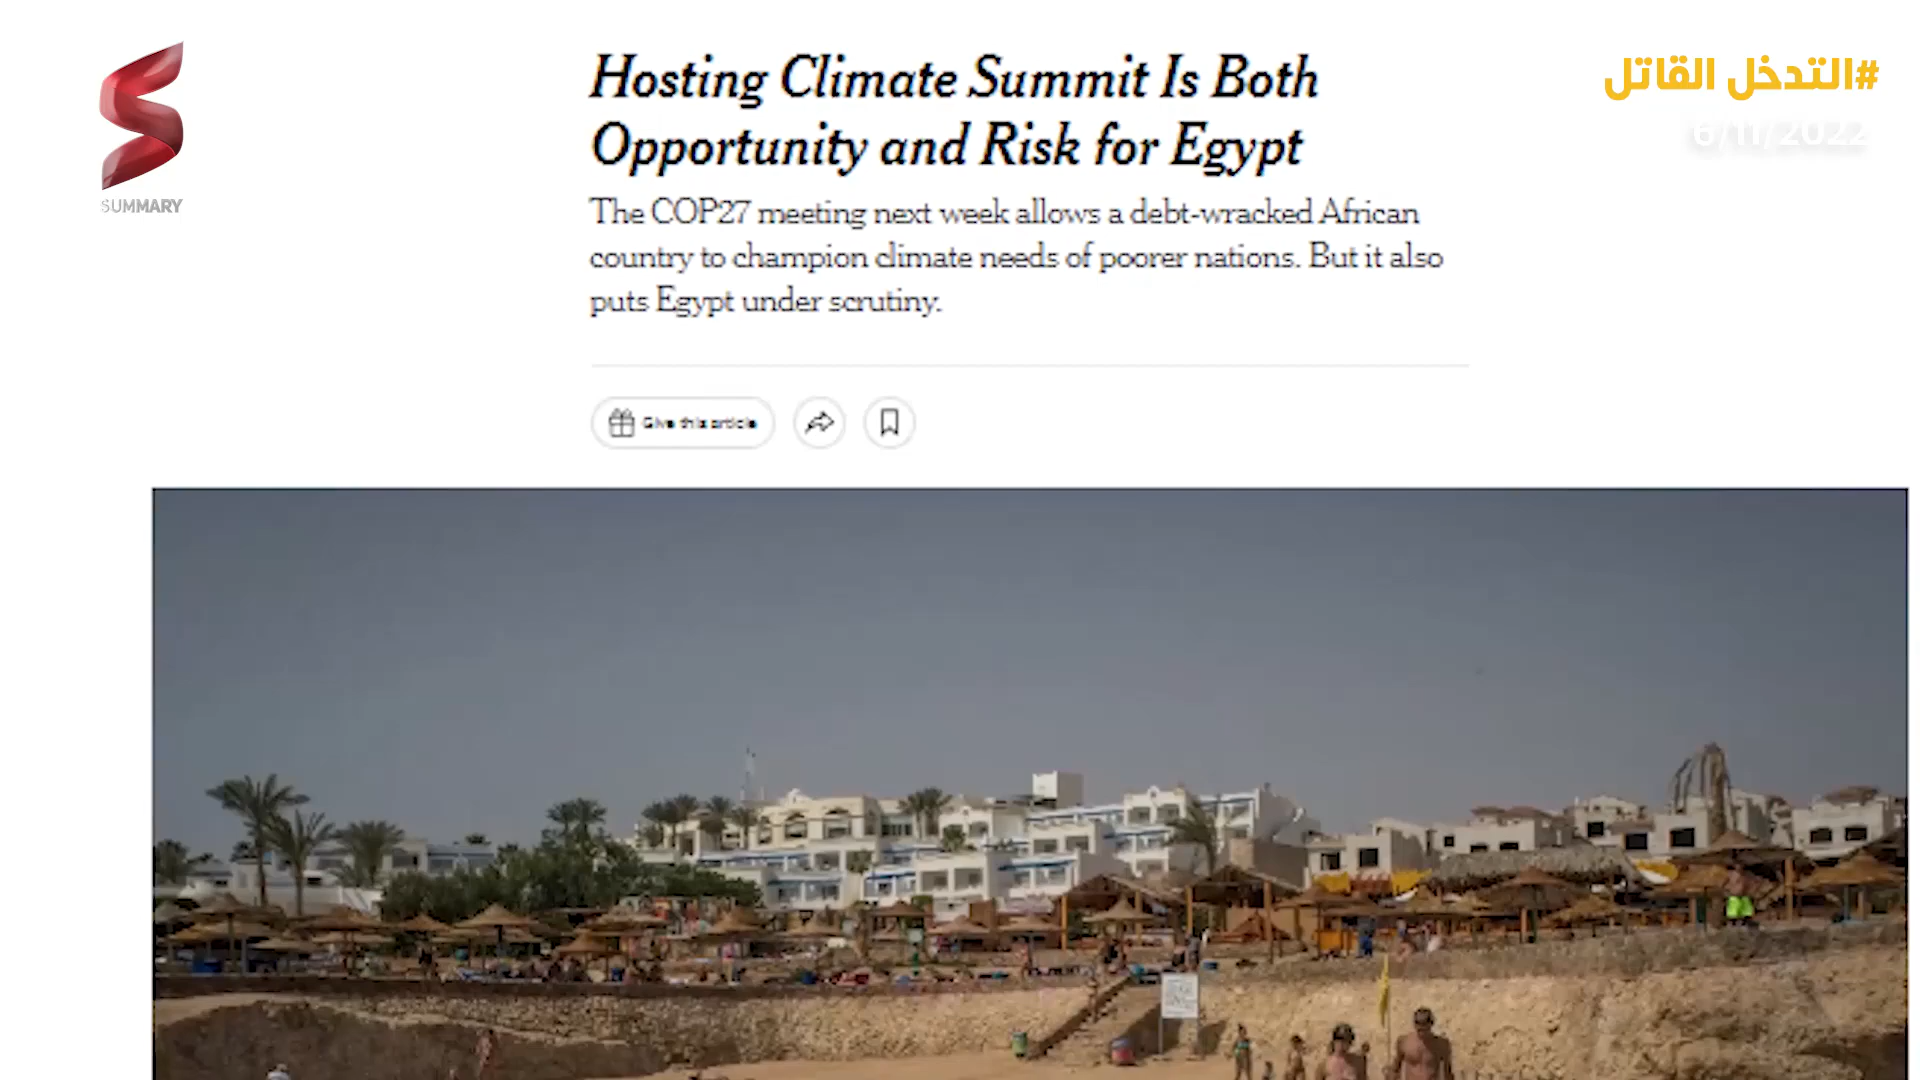 Hosting Climate Summit Is Both
Opportunity and Risk for Egypt
The COP27 meeting next week allows a debt-wracked African
country to champion climate needs of poorer nations. But it also
puts Egypt under scrutiny.
Give this article
#التدخل القاتل
6/11/2022
SUMMARY